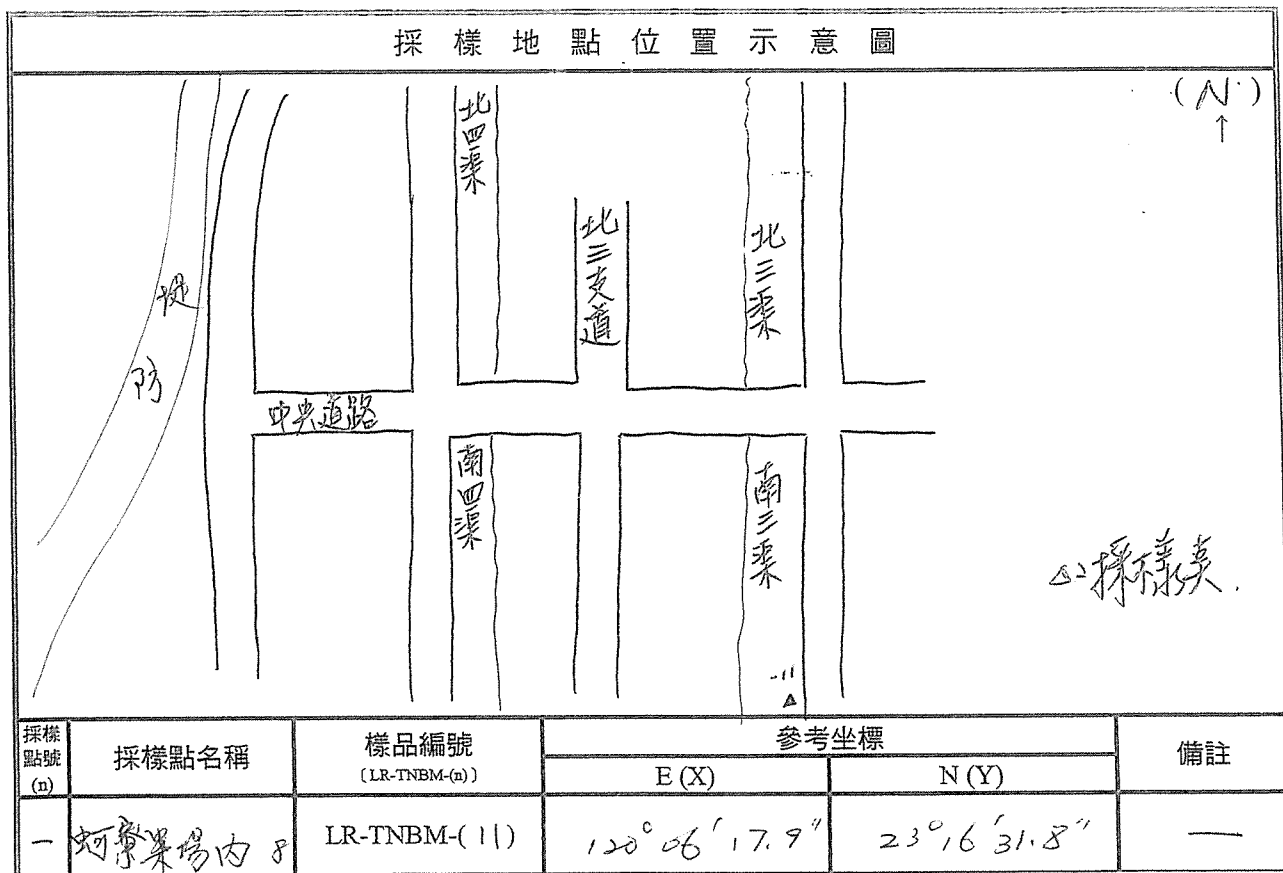 採樣地點位置示意圖
(N)
↑
北四渠
北三支道
北三渠
堤防
中央道路
南四渠
南三渠
△:採樣點.
-11
△
採樣點號(n)
採樣點名稱
樣品編號
〔LR-TNBM-(n)〕
參考坐標
E (X)
N (Y)
備註
一
蚵寮漁場內 8
LR-TNBM-(11)
120° 06' 17.9"
23° 16' 31.8"
—